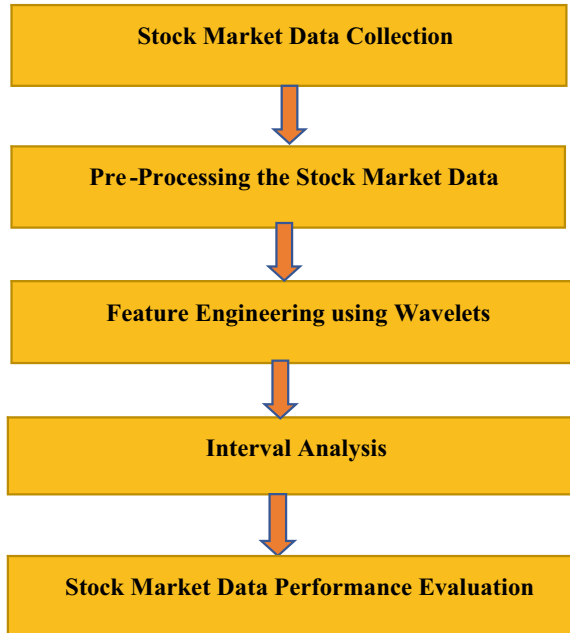 Stock Market Data Collection
Pre-Processing the Stock Market Data
Feature Engineering using Wavelets
Interval Analysis
Stock Market Data Performance Evaluation